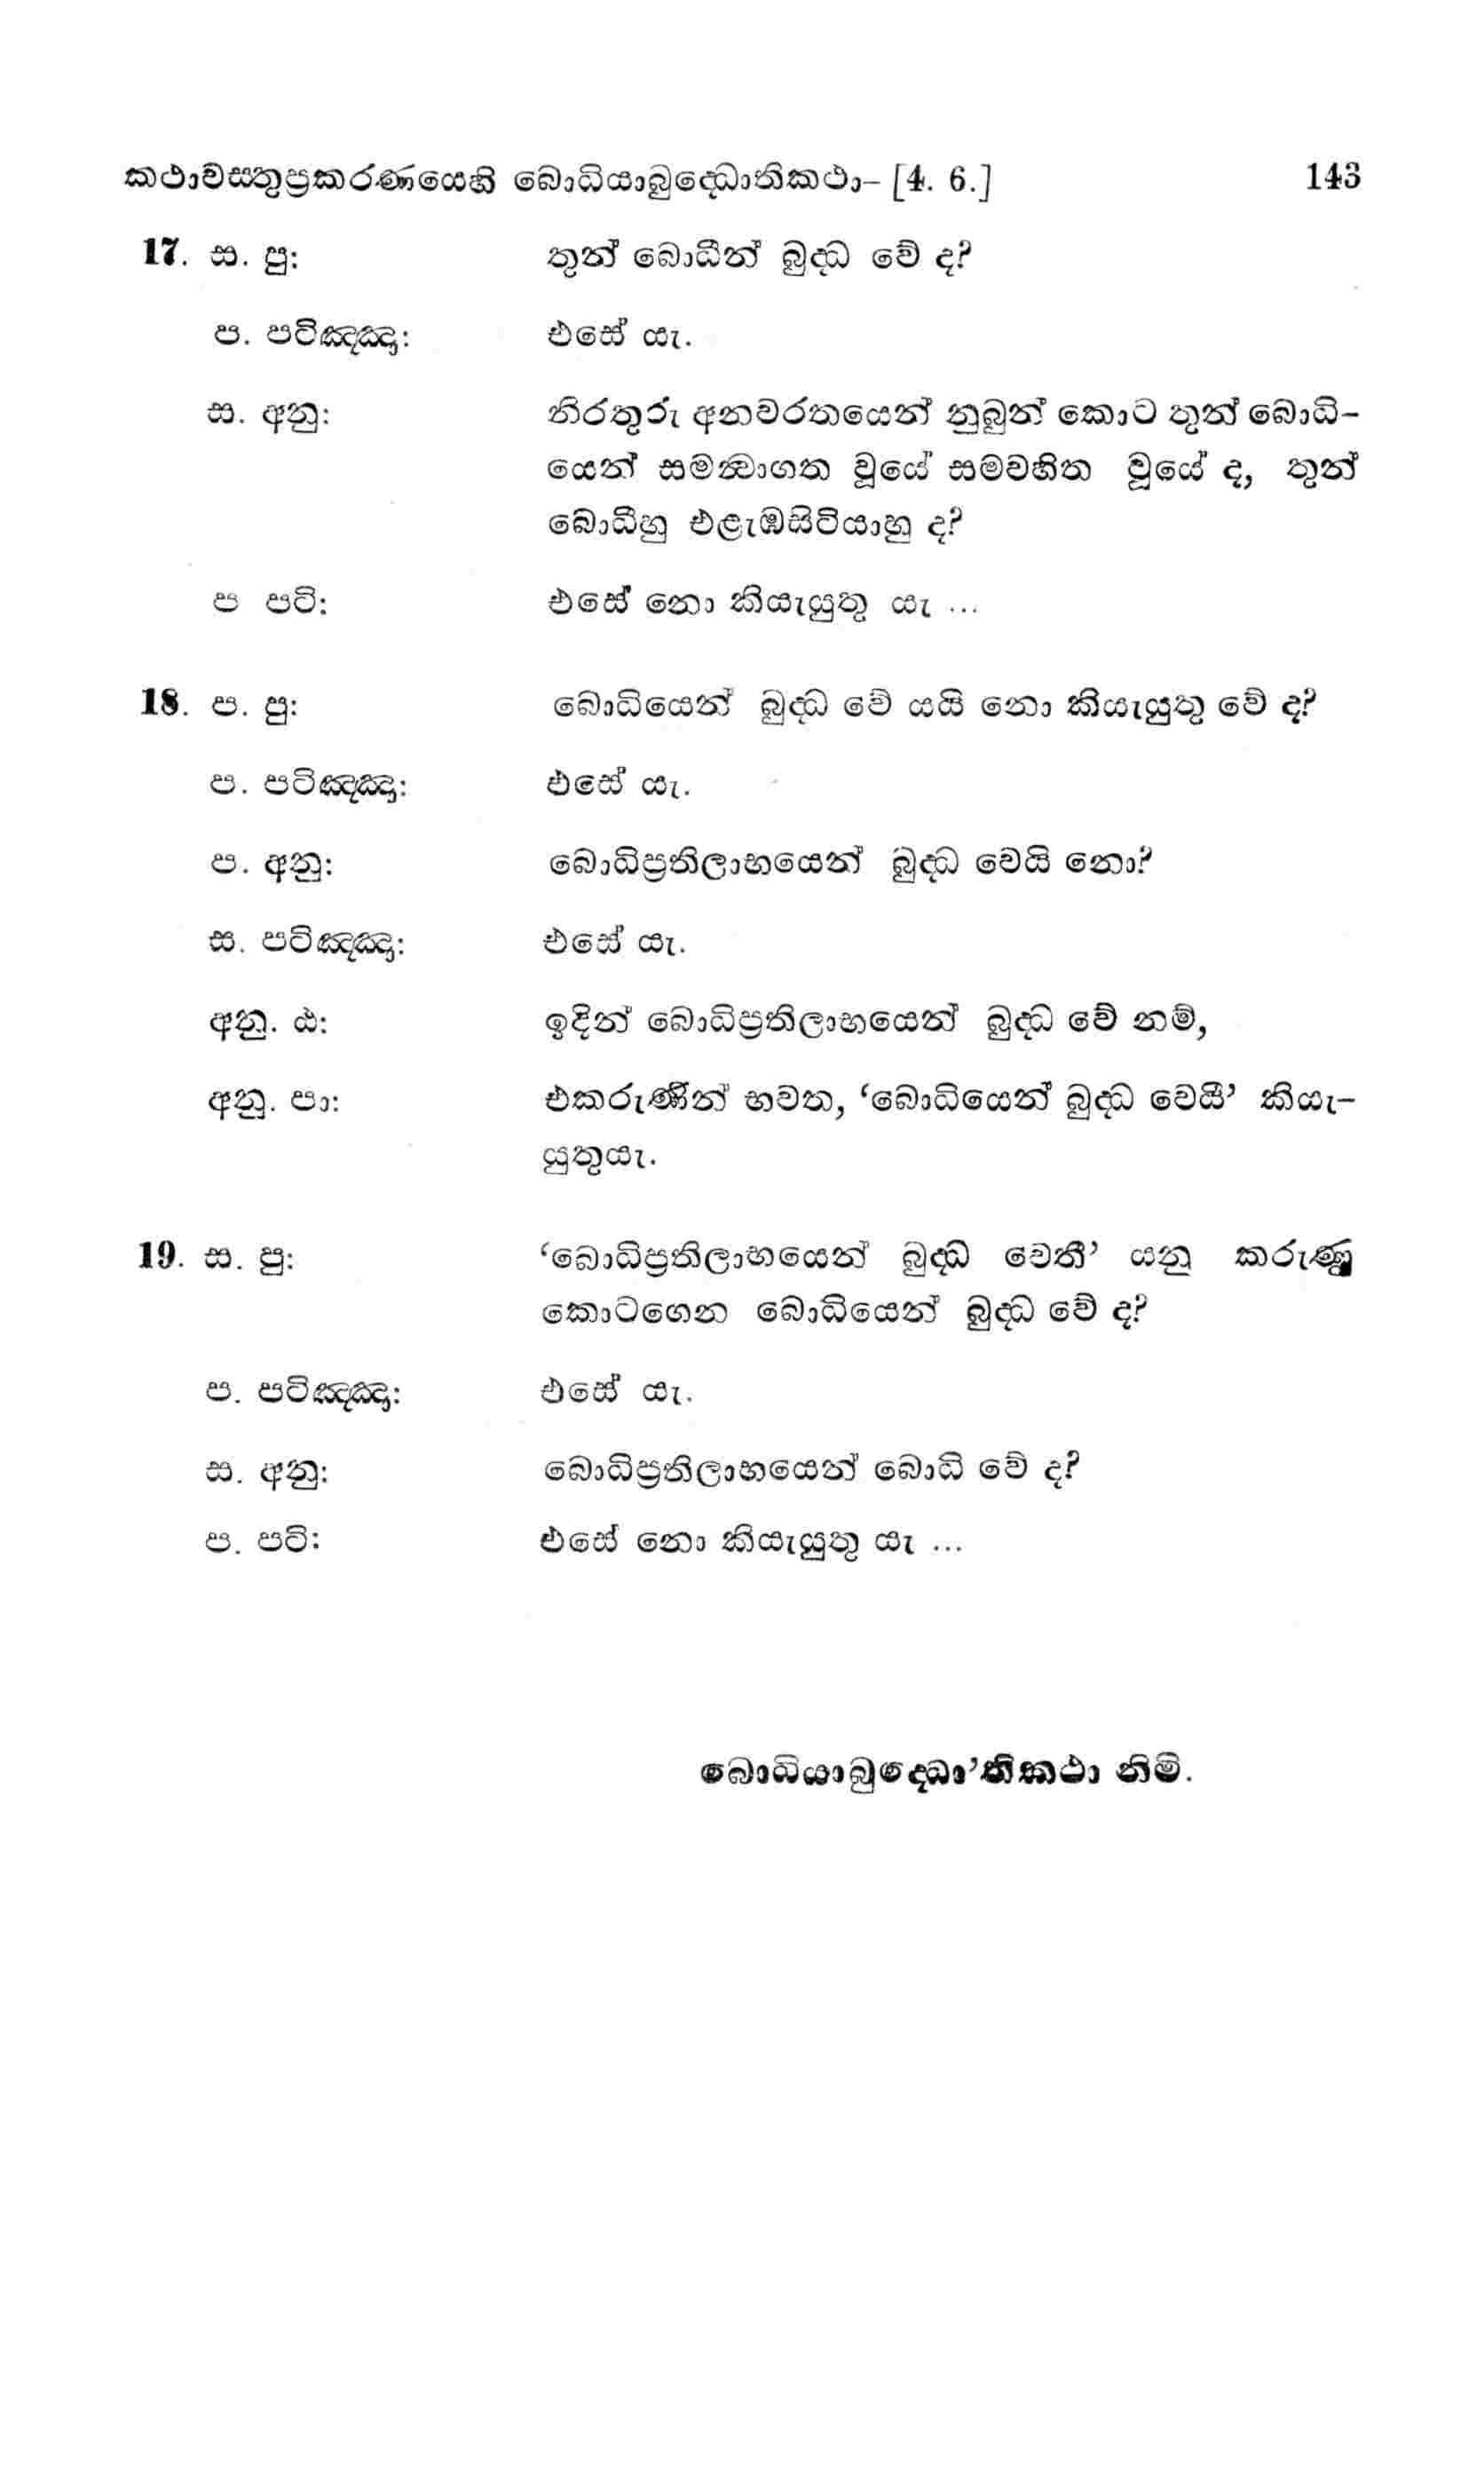 කථාවස්තුප්‍රකරණයෙහි බොධියාබුද්ධොතිකථා– [4. 6.] 143
17. ස. පු: තුන් බොධීන් බුද්ධ වේ ද?
ප. පටිඤ්ඤා: එසේ යැ.
ස. අනු: නිරතුරු අනවරතයෙන් නුබුන් කොට තුන් බොධි–
යෙන් සමන්වාගත වූයේ සමවහිත වූයේ ද, තුන්
බොධීහු එළැඹසිටියාහු ද?
ප පටි: එසේ නො කියැයුතු යැ ...
18. ප. පු: බොධියෙන් බුද්ධ වේ යයි නො කියැයුතු වේ ද?
ප. පටිඤ්ඤා: එසේ යැ.
ප. අනු: බොධිප්‍රතිලාභයෙන් බුද්ධ වෙයි නො?
ස. පටිඤ්ඤා: එසේ යැ.
අනු. ඨ: ඉදින් බොධිප්‍රතිලාභයෙන් බුද්ධ වේ නම්,
අනු. පා: එකරුණින් භවත, ‘බොධියෙන් බුද්ධ වෙයී’ කියැ–
යුතුයැ.
19. ස. පු: ‘බොධිප්‍රතිලාභයෙන් බුද්ධ වෙතී’ යනු කරුණු
කොටගෙන බොධියෙන් බුද්ධ වේ ද?
ප. පටිඤ්ඤා: එසේ යැ.
ස. අනු: බොධිප්‍රතිලාභයෙන් බොධි වේ ද?
ප. පටි: එසේ නො කියැයුතු යැ ...
බොධියාබුද්ධො’තිකථා නිමි.